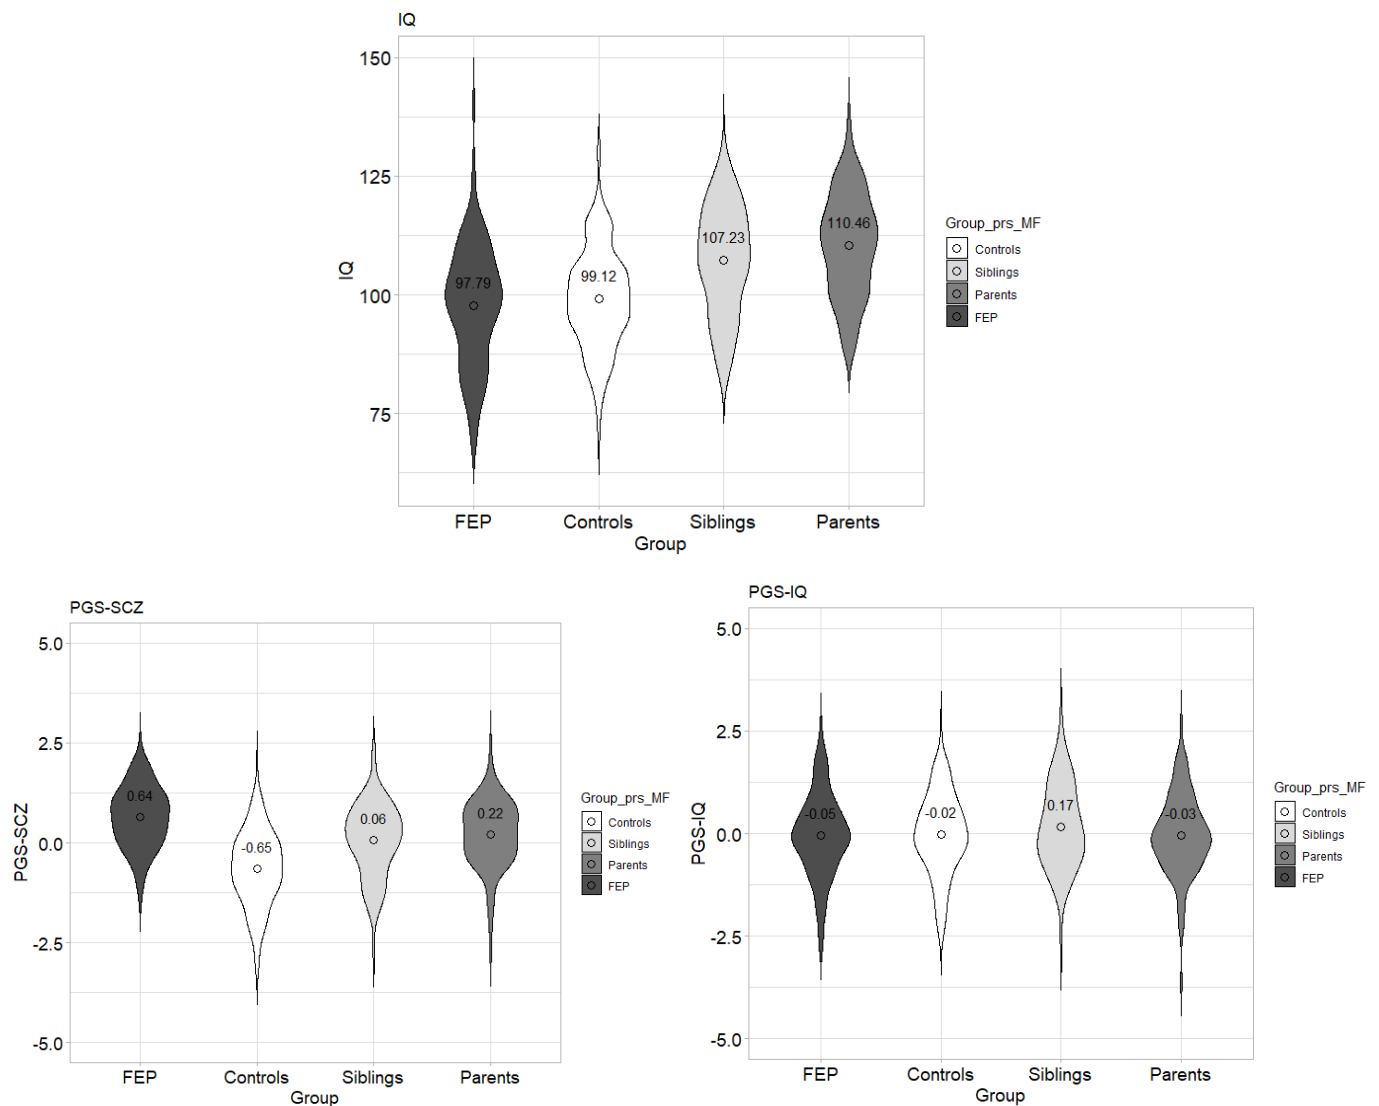 IQ
150
125
100
75
IQ
97.79
99.12
107.23
110.46
FEP Controls Siblings Parents
Group
Group_prs_MF
Controls
Siblings
Parents
FEP
PGS-SCZ
5.0
2.5
0.0
-2.5
-5.0
PGS-SCZ
0.64
-0.65
0.06
0.22
FEP Controls Siblings Parents
Group
Group_prs_MF
Controls
Siblings
Parents
FEP
PGS-IQ
5.0
2.5
0.0
-2.5
-5.0
PGS-IQ
-0.05
-0.02
0.17
-0.03
FEP Controls Siblings Parents
Group
Group_prs_MF
Controls
Siblings
Parents
FEP